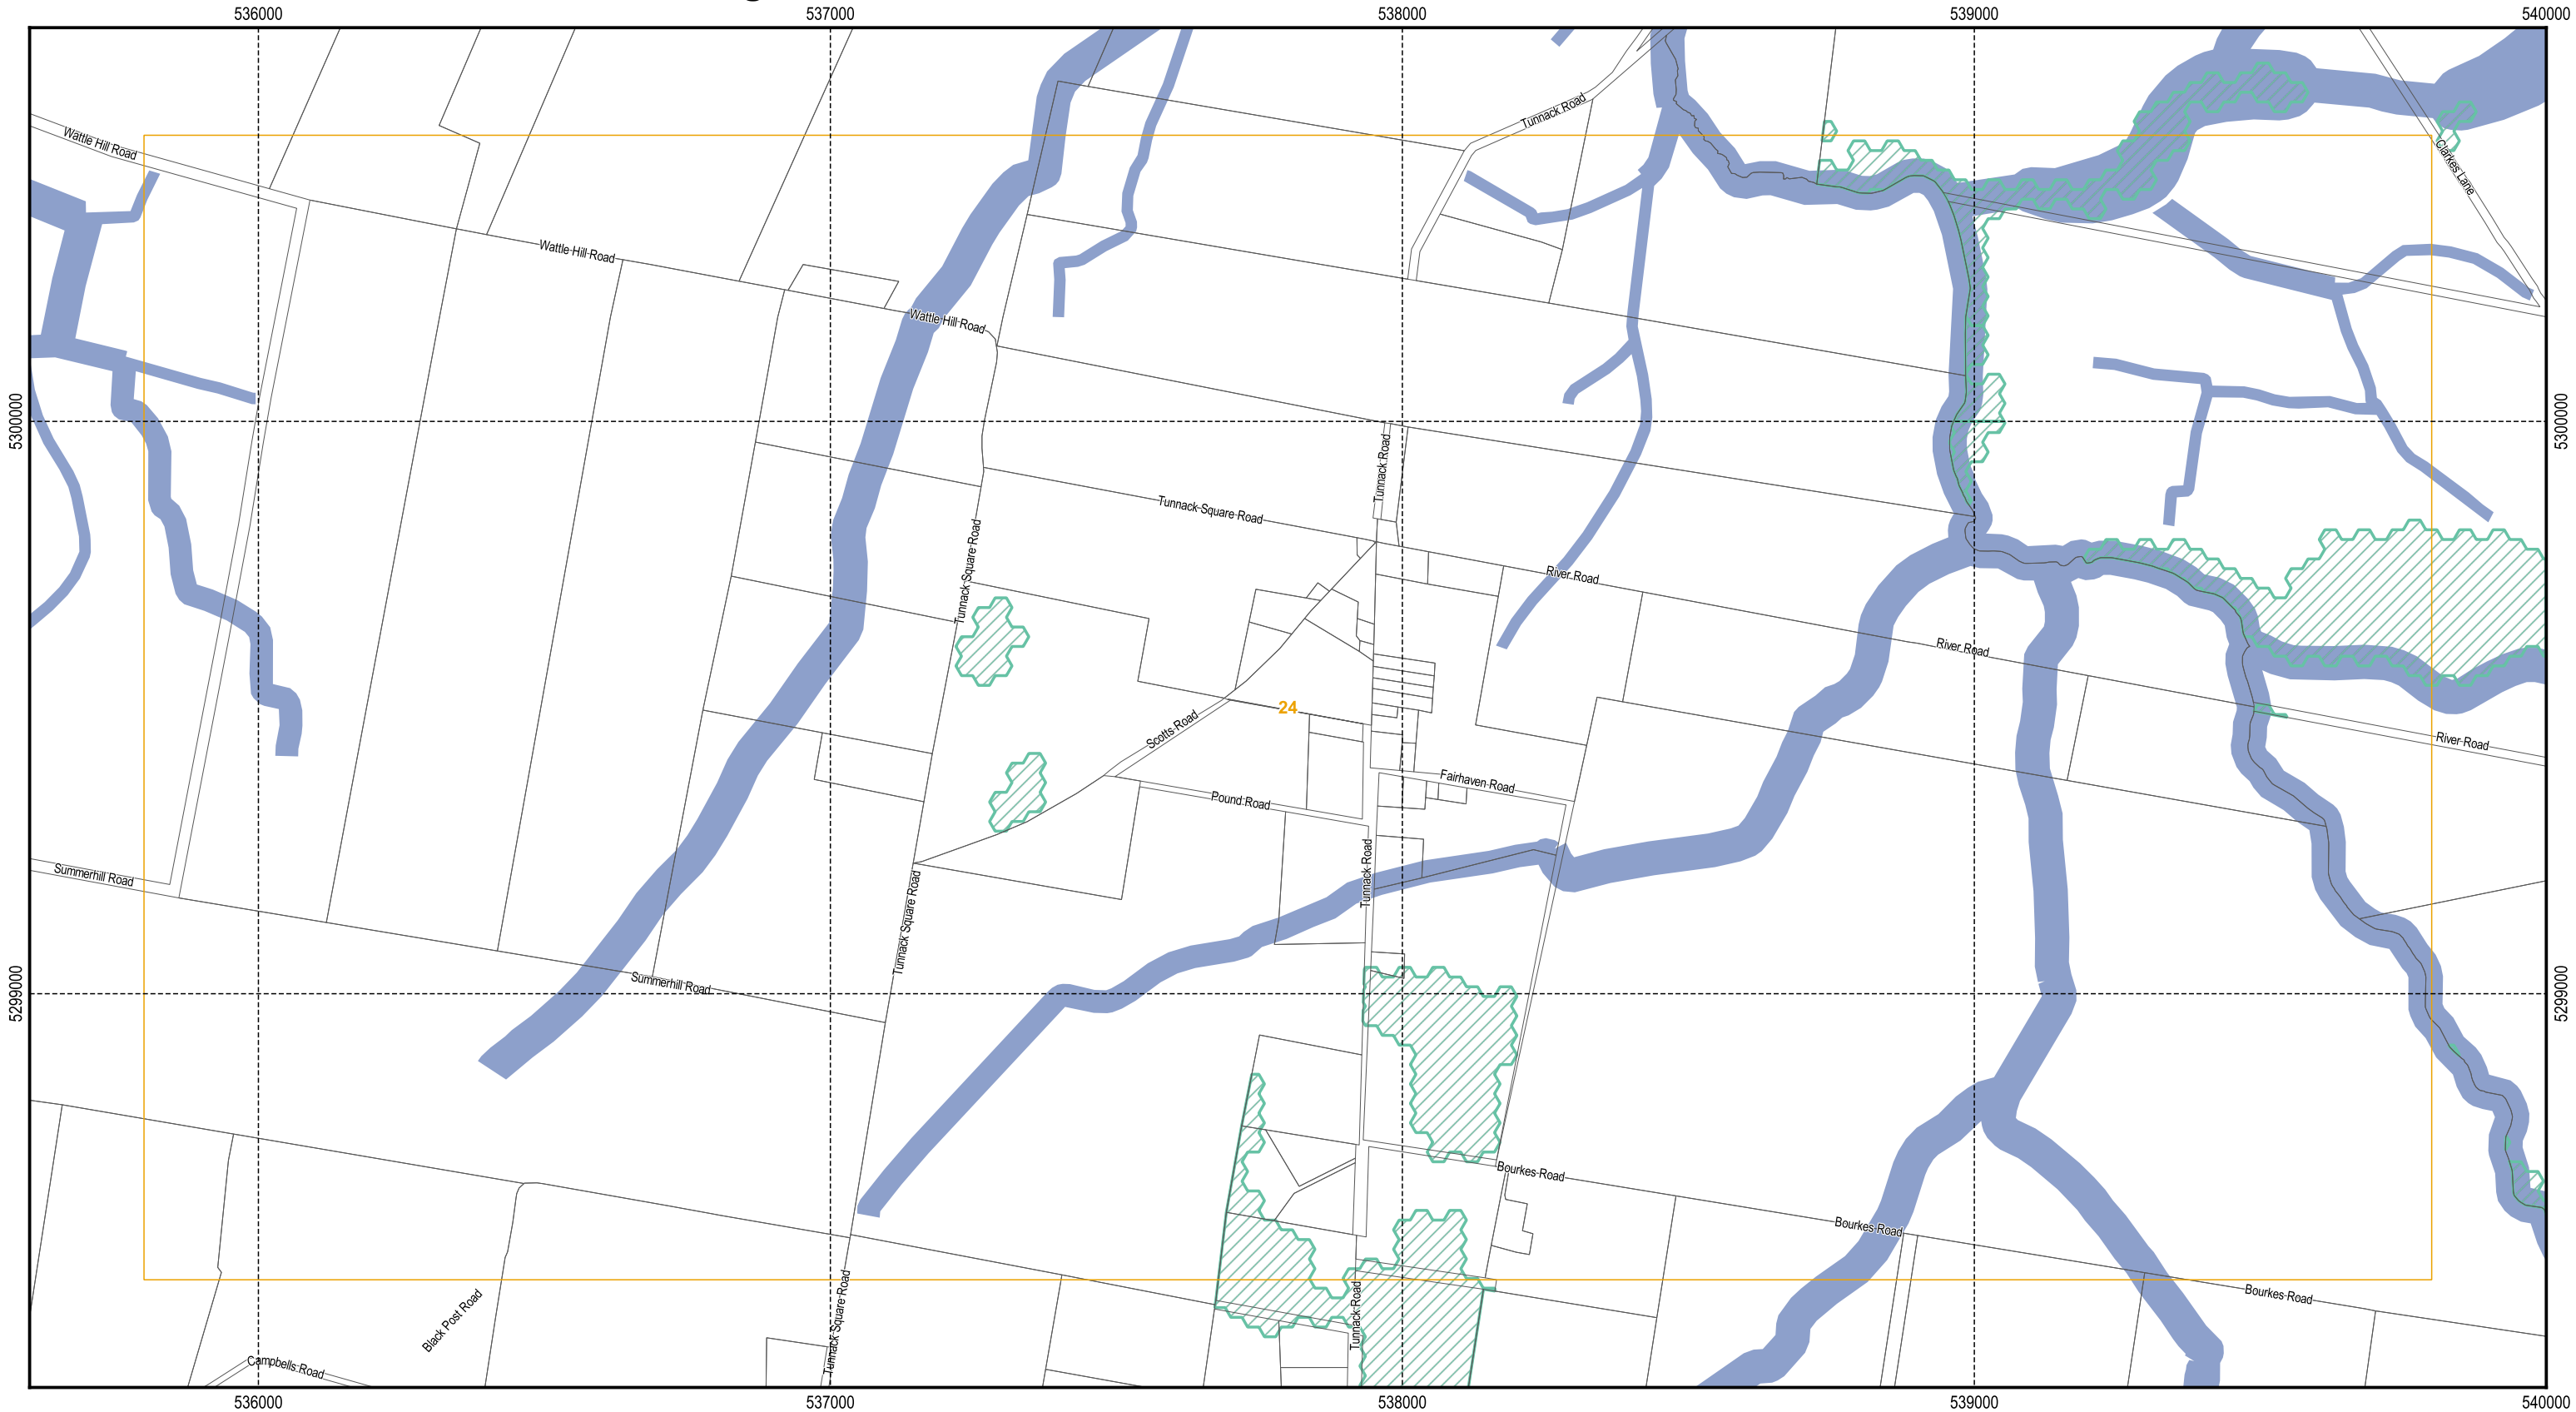 536000 537000 538000 539000 540000
Tunnack Road
Wattle Hill Road
Clarkes Lane
Wattle Hill Road
Wattle Hill Road
5300000 5300000
Tunnack Road
Tunnack Square Road
Tunnack Square Road
River Road
River Road
24
Scotts Road
River Road
Fairhaven Road
Pound Road
Tunnack Road
Summerhill Road
Tunnack Square Road
Summerhill Road
5299000 5299000
Bourkes Road
Bourkes Road
Bourkes Road
Tunnack Road
Black Post Road
Tunnack Square Road
Campbells Road
536000 537000 538000 539000 540000